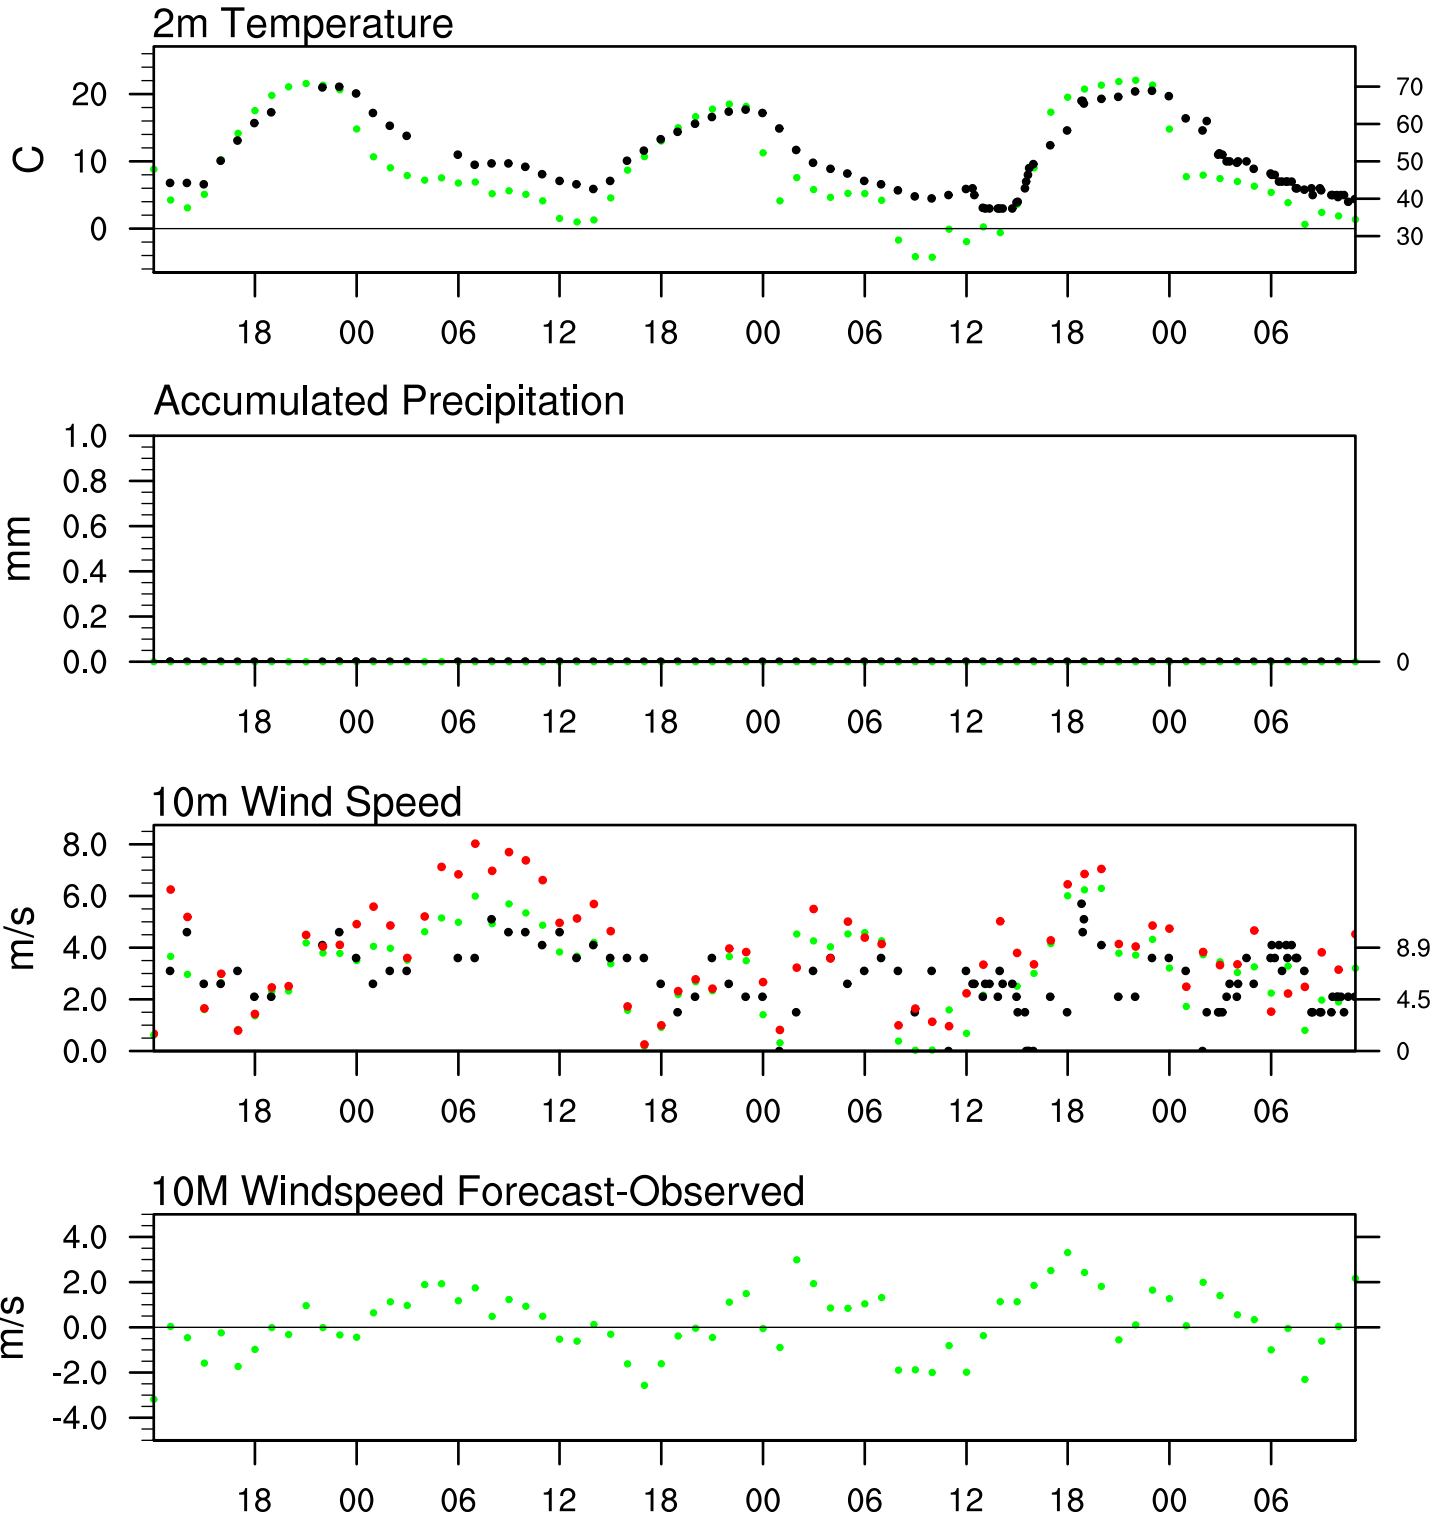 2m Temperature
C
20
10
0
70
60
50
40
30
18 00 06 12 18 00 06 12 18 00 06
Accumulated Precipitation
mm
1.0
0.8
0.6
0.4
0.2
0.0
0
18 00 06 12 18 00 06 12 18 00 06
10m Wind Speed
m/s
8.0
6.0
4.0
2.0
0.0
8.9
4.5
0
18 00 06 12 18 00 06 12 18 00 06
10M Windspeed Forecast-Observed
m/s
4.0
2.0
0.0
-2.0
-4.0
18 00 06 12 18 00 06 12 18 00 06